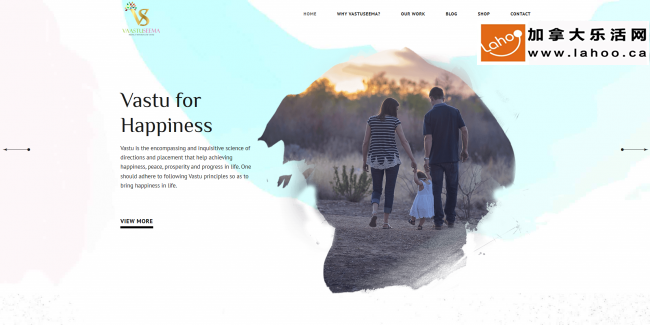 HOME
WHY VASTUSEEMA?
OUR WORK
BLOG
SHOP
CONTACT
VAASTUSEEMA
加拿大乐活网
Lahoo
www.lahoo.ca
Vastu for
Happiness
Vastu is the encompassing and inquisitive science of
directions and placement that help achieving
happiness, peace, prosperity and progress in life. One
should adhere to following Vastu principles so as to
bring happiness in life.
VIEW MORE